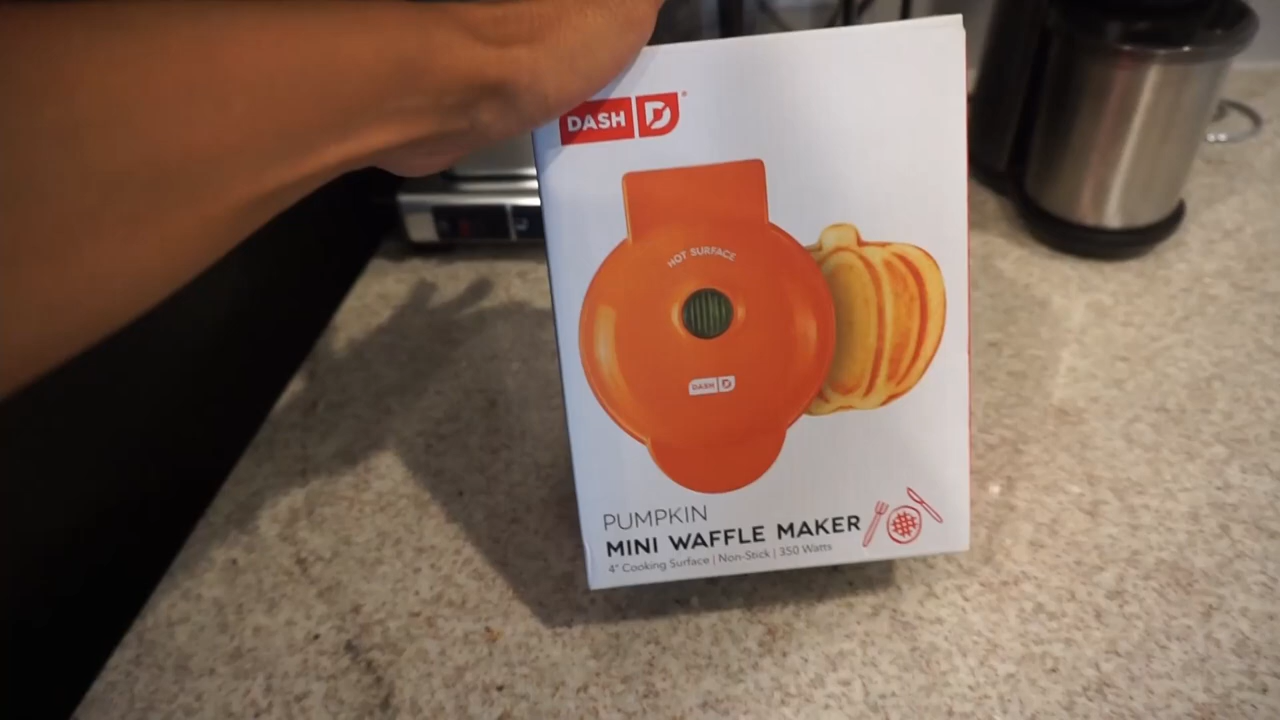 DASH D
HOT SURFACE
DASH D
PUMPKIN
MINI WAFFLE MAKER
4" Cooking Surface | Non-Stick | 350 Watts